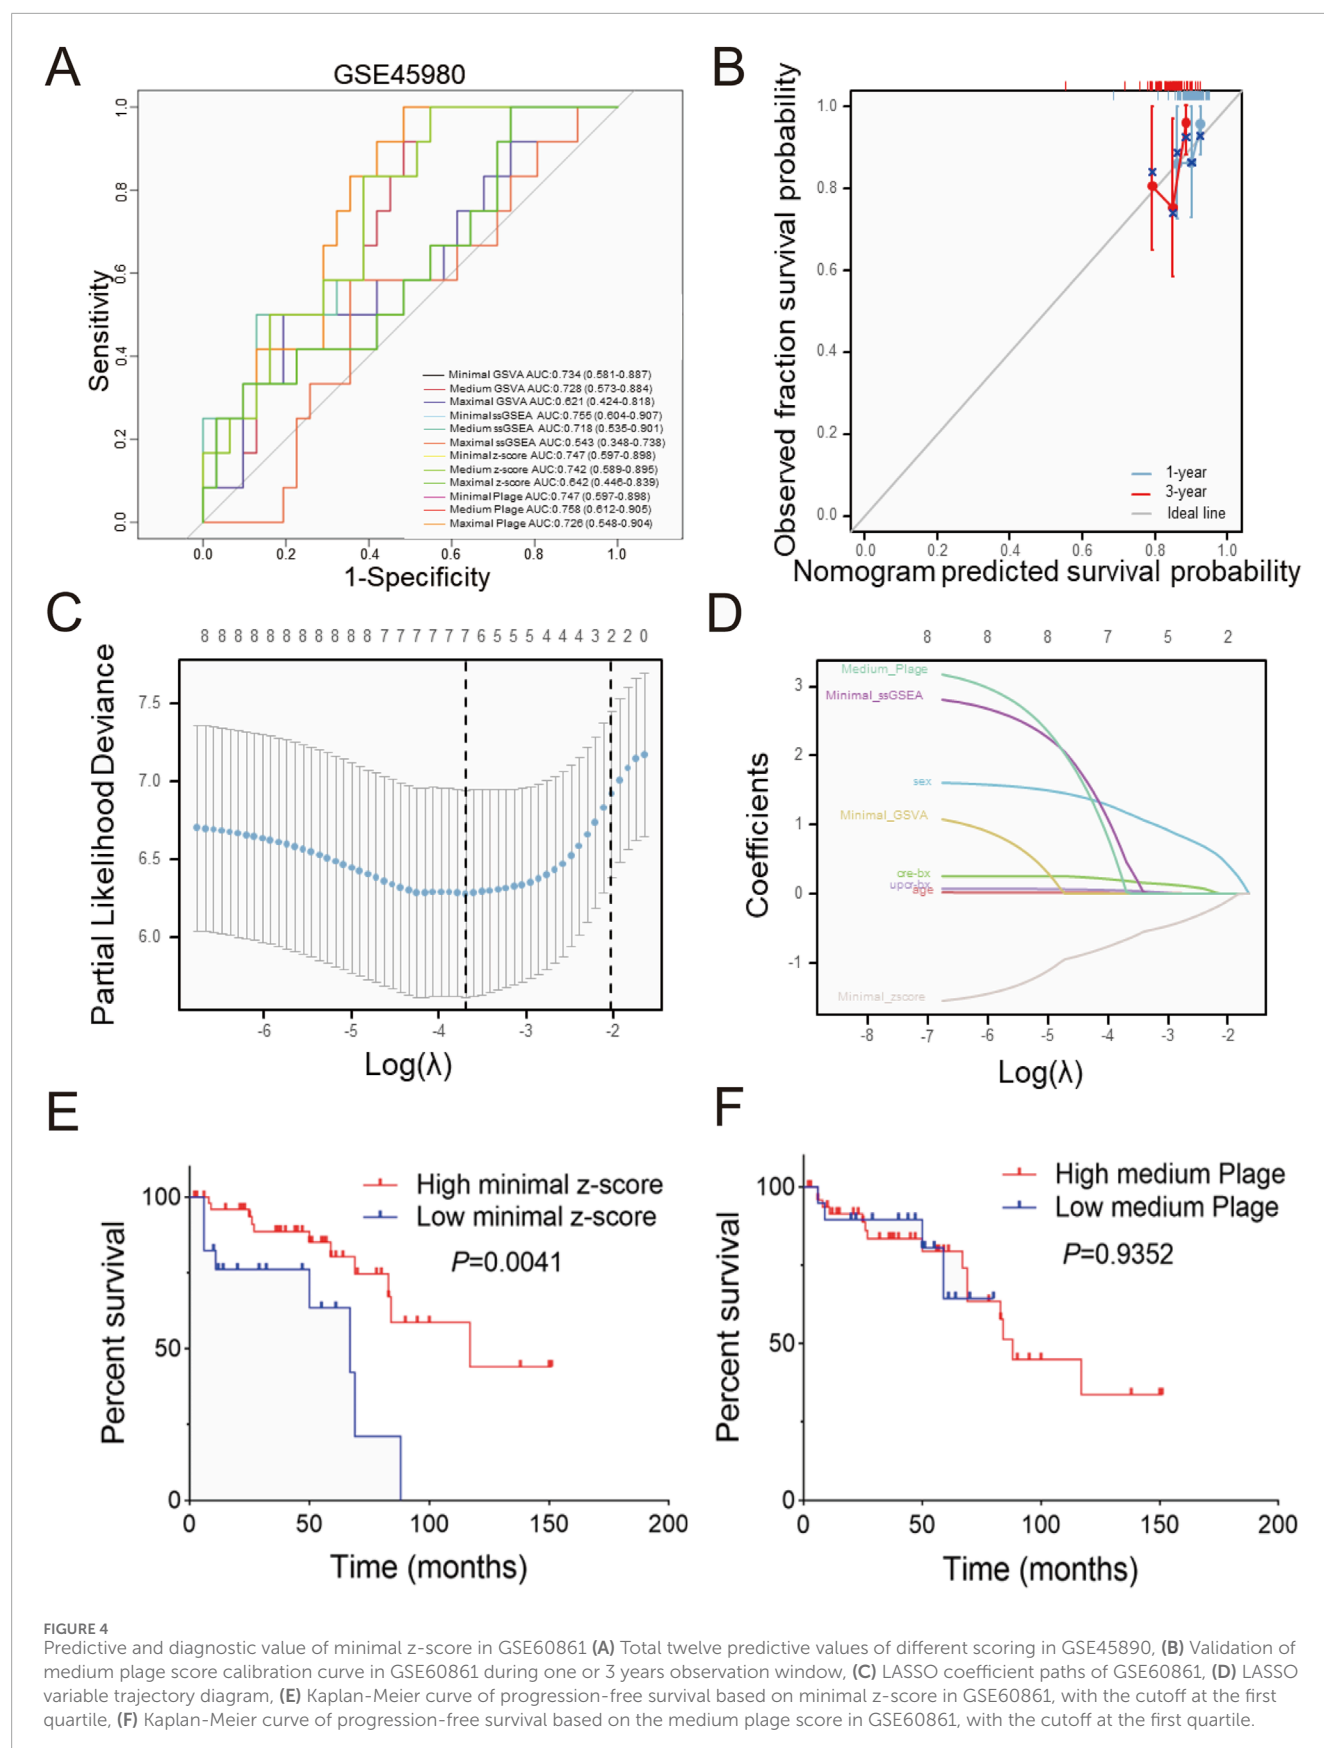 A
GSE45980
Sensitivity
1.0
0.8
0.6
0.4
0.2
0.0
Minimal GSVA AUC:0.734 (0.581-0.887)
Medium GSVA AUC:0.728 (0.573-0.884)
Maximal GSVA AUC:0.621 (0.424-0.818)
Minimal ssGSEA AUC:0.755 (0.604-0.907)
Medium ssGSEA AUC:0.718 (0.535-0.901)
Maximal ssGSEA AUC:0.543 (0.348-0.738)
Minimal z-score AUC:0.747 (0.597-0.898)
Medium z-score AUC:0.742 (0.589-0.895)
Maximal z-score AUC:0.642 (0.446-0.839)
Minimal Plage AUC:0.747 (0.597-0.898)
Medium Plage AUC:0.758 (0.612-0.905)
Maximal Plage AUC:0.726 (0.548-0.904)
0.0 0.2 0.4 0.6 0.8 1.0
1-Specificity
B
Observed fraction survival probability
1.0
0.8
0.6
0.4
0.2
0.0
1-year
3-year
Ideal line
0.0 0.2 0.4 0.6 0.8 1.0
Nomogram predicted survival probability
C
8 8 8 8 8 8 8 8 8 8 8 7 7 7 7 7 7 6 5 5 5 4 4 4 3 2 2 0
Partial Likelihood Deviance
7.5
7.0
6.5
6.0
-6 -5 -4 -3 -2
Log(λ)
D
8 8 8 7 5 2
Coefficients
3
2
1
0
-1
Medium_Plage
Minimal_ssGSEA
sex
Minimal_GSVA
cre-bx
upcr-bx
age
Minimal_zscore
-8 -7 -6 -5 -4 -3 -2
Log(λ)
E
Percent survival
100
50
0
High minimal z-score
Low minimal z-score
P=0.0041
0 50 100 150 200
Time (months)
F
Percent survival
100
50
0
High medium Plage
Low medium Plage
P=0.9352
0 50 100 150 200
Time (months)
FIGURE 4
Predictive and diagnostic value of minimal z-score in GSE60861 (A) Total twelve predictive values of different scoring in GSE45890, (B) Validation of
medium plage score calibration curve in GSE60861 during one or 3 years observation window, (C) LASSO coefficient paths of GSE60861, (D) LASSO
variable trajectory diagram, (E) Kaplan-Meier curve of progression-free survival based on minimal z-score in GSE60861, with the cutoff at the first
quartile, (F) Kaplan-Meier curve of progression-free survival based on the medium plage score in GSE60861, with the cutoff at the first quartile.